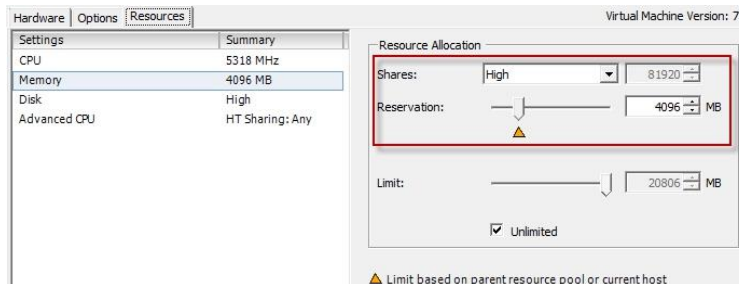 Hardware Options Resources Virtual Machine Version: 7
Settings Summary
CPU 5318 MHz
Memory 4096 MB
Disk High
Advanced CPU HT Sharing: Any
Resource Allocation
Shares: High 81920
Reservation: 4096 MB
Limit: 20806 MB
Unlimited
Limit based on parent resource pool or current host